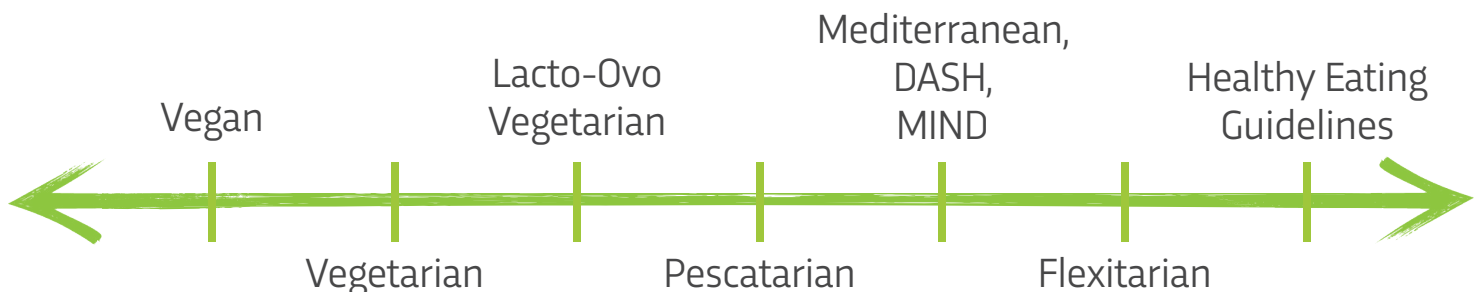 Vegan
Vegetarian
Lacto-Ovo
Vegetarian
Pescatarian
Mediterranean,
DASH,
MIND
Flexitarian
Healthy Eating
Guidelines